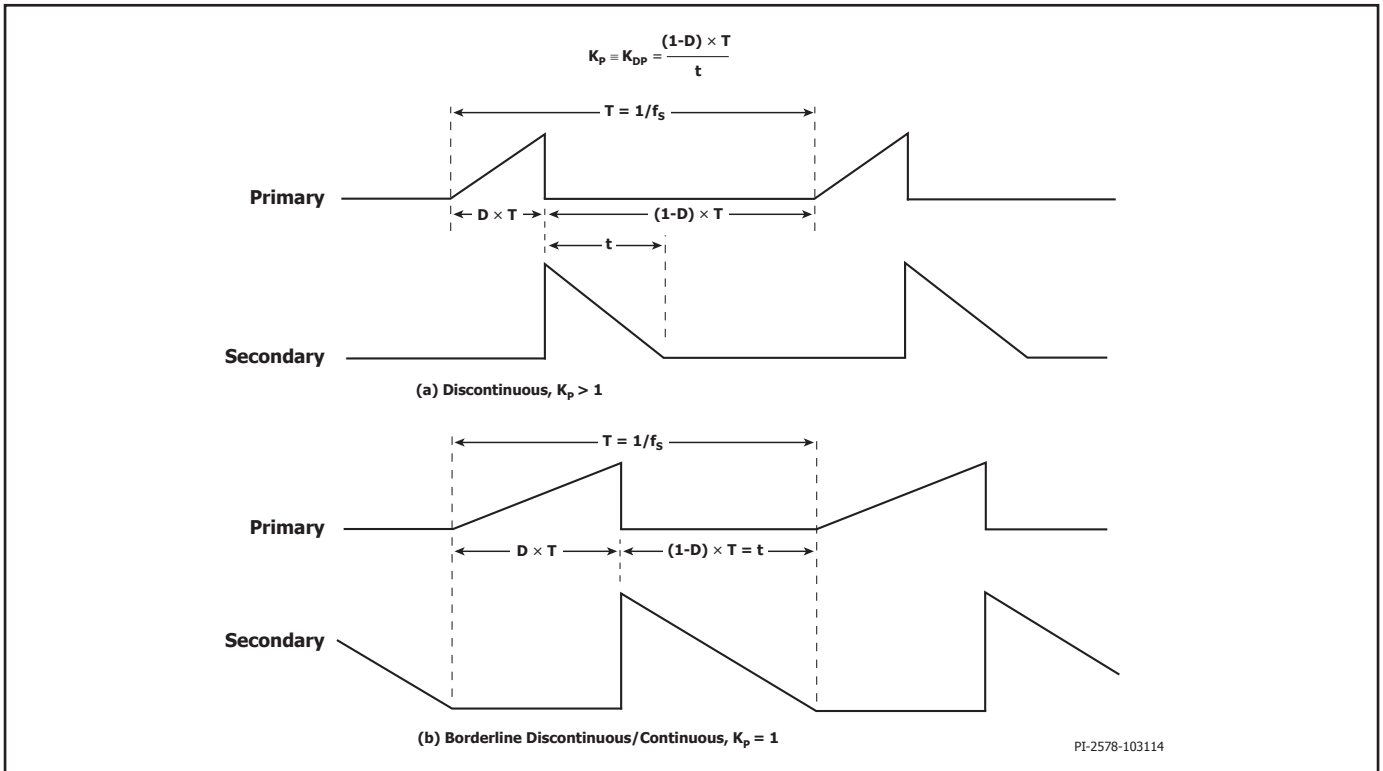 K_P ≡ K_DP = (1-D) × T / t
T = 1/f_S
Primary
D × T
(1-D) × T
t
Secondary
(a) Discontinuous, K_P > 1
T = 1/f_S
Primary
D × T
(1-D) × T = t
Secondary
(b) Borderline Discontinuous/Continuous, K_P = 1
PI-2578-103114